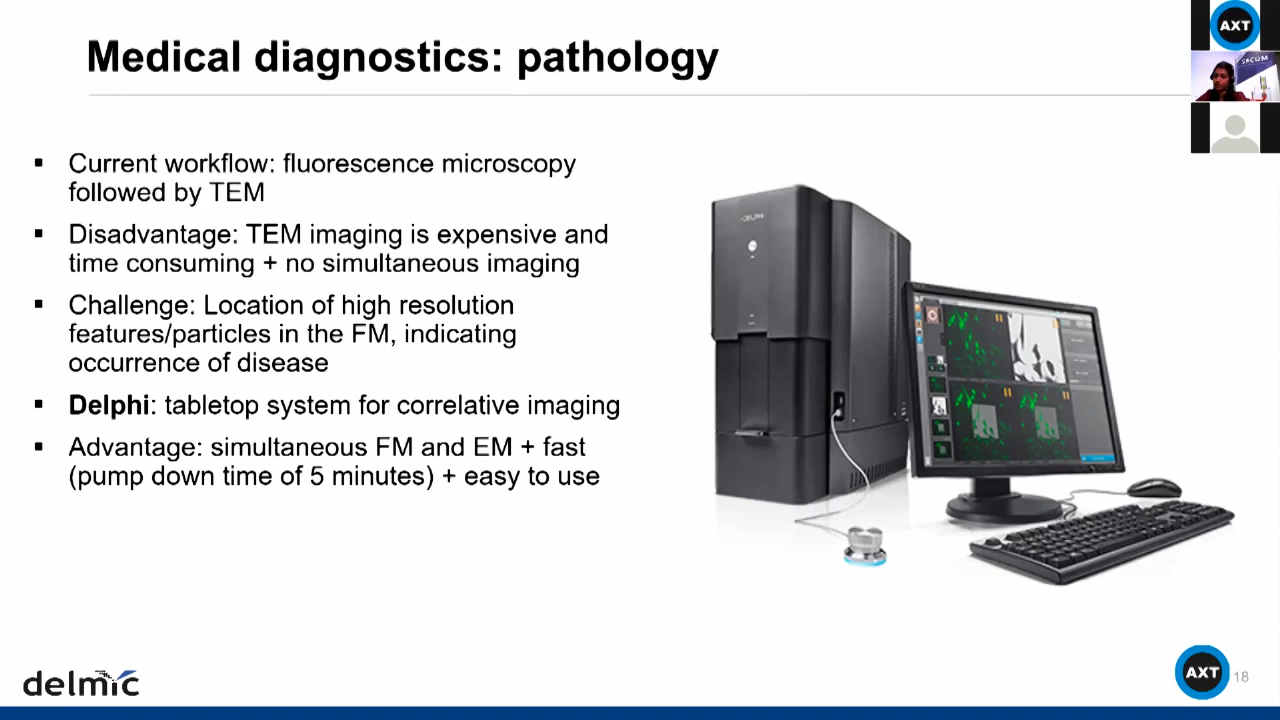 Medical diagnostics: pathology
AXT
▪ Current workflow: fluorescence microscopy
followed by TEM
▪ Disadvantage: TEM imaging is expensive and
time consuming + no simultaneous imaging
▪ Challenge: Location of high resolution
features/particles in the FM, indicating
occurrence of disease
▪ Delphi: tabletop system for correlative imaging
▪ Advantage: simultaneous FM and EM + fast
(pump down time of 5 minutes) + easy to use
DELPHI
delmic
AXT
18